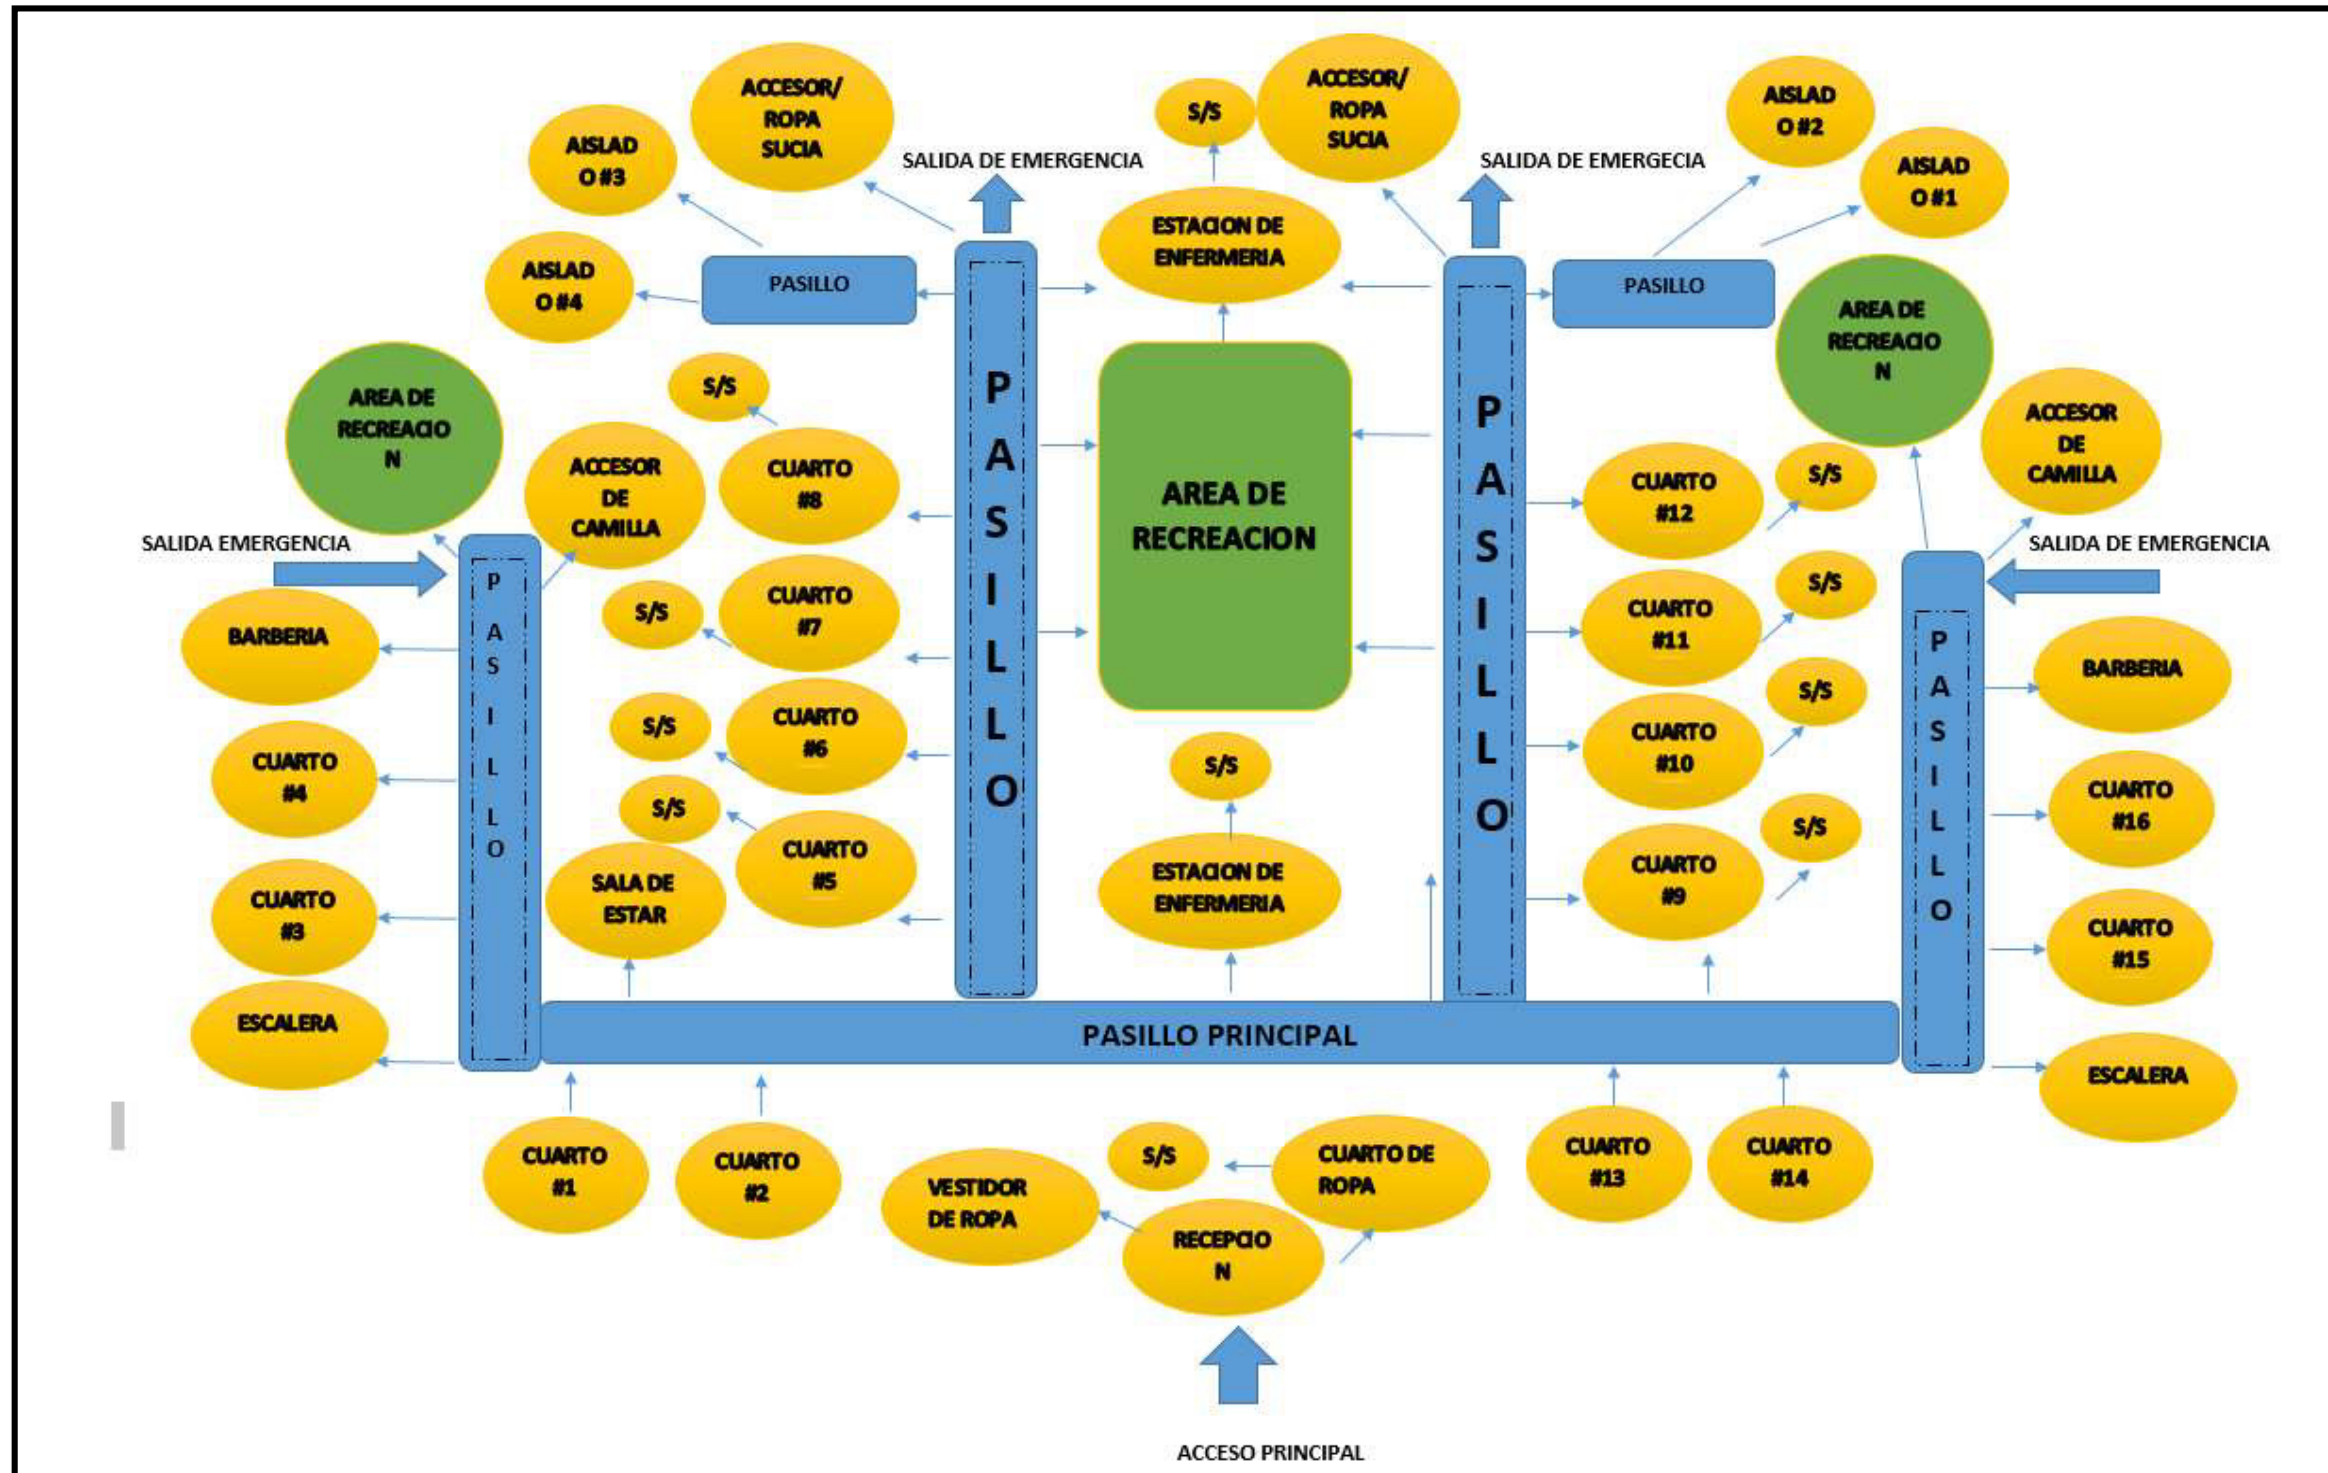 ACCESOR/
ROPA
SUCIA
AISLAD
O #3
SALIDA DE EMERGENCIA
S/S
ACCESOR/
ROPA
SUCIA
SALIDA DE EMERGECIA
AISLAD
O #2
AISLAD
O #1
AISLAD
O #4
PASILLO
ESTACION DE
ENFERMERIA
PASILLO
AREA DE
RECREACIO
N
AREA DE
RECREACIO
N
ACCESOR
DE
CAMILLA
S/S
CUARTO
#8
PASILLO
AREA DE
RECREACION
PASILLO
CUARTO
#12
S/S
ACCESOR
DE
CAMILLA
SALIDA EMERGENCIA
SALIDA DE EMERGENCIA
PASILLO
BARBERIA
S/S
CUARTO
#7
CUARTO
#11
S/S
PASILLO
BARBERIA
S/S
CUARTO
#6
CUARTO
#10
S/S
CUARTO
#4
S/S
CUARTO
#16
S/S
CUARTO
#5
CUARTO
#9
S/S
CUARTO
#3
SALA DE
ESTAR
ESTACION DE
ENFERMERIA
CUARTO
#15
ESCALERA
PASILLO PRINCIPAL
ESCALERA
CUARTO
#1
CUARTO
#2
VESTIDOR
DE ROPA
S/S
CUARTO DE
ROPA
CUARTO
#13
CUARTO
#14
RECEPCIO
N
ACCESO PRINCIPAL